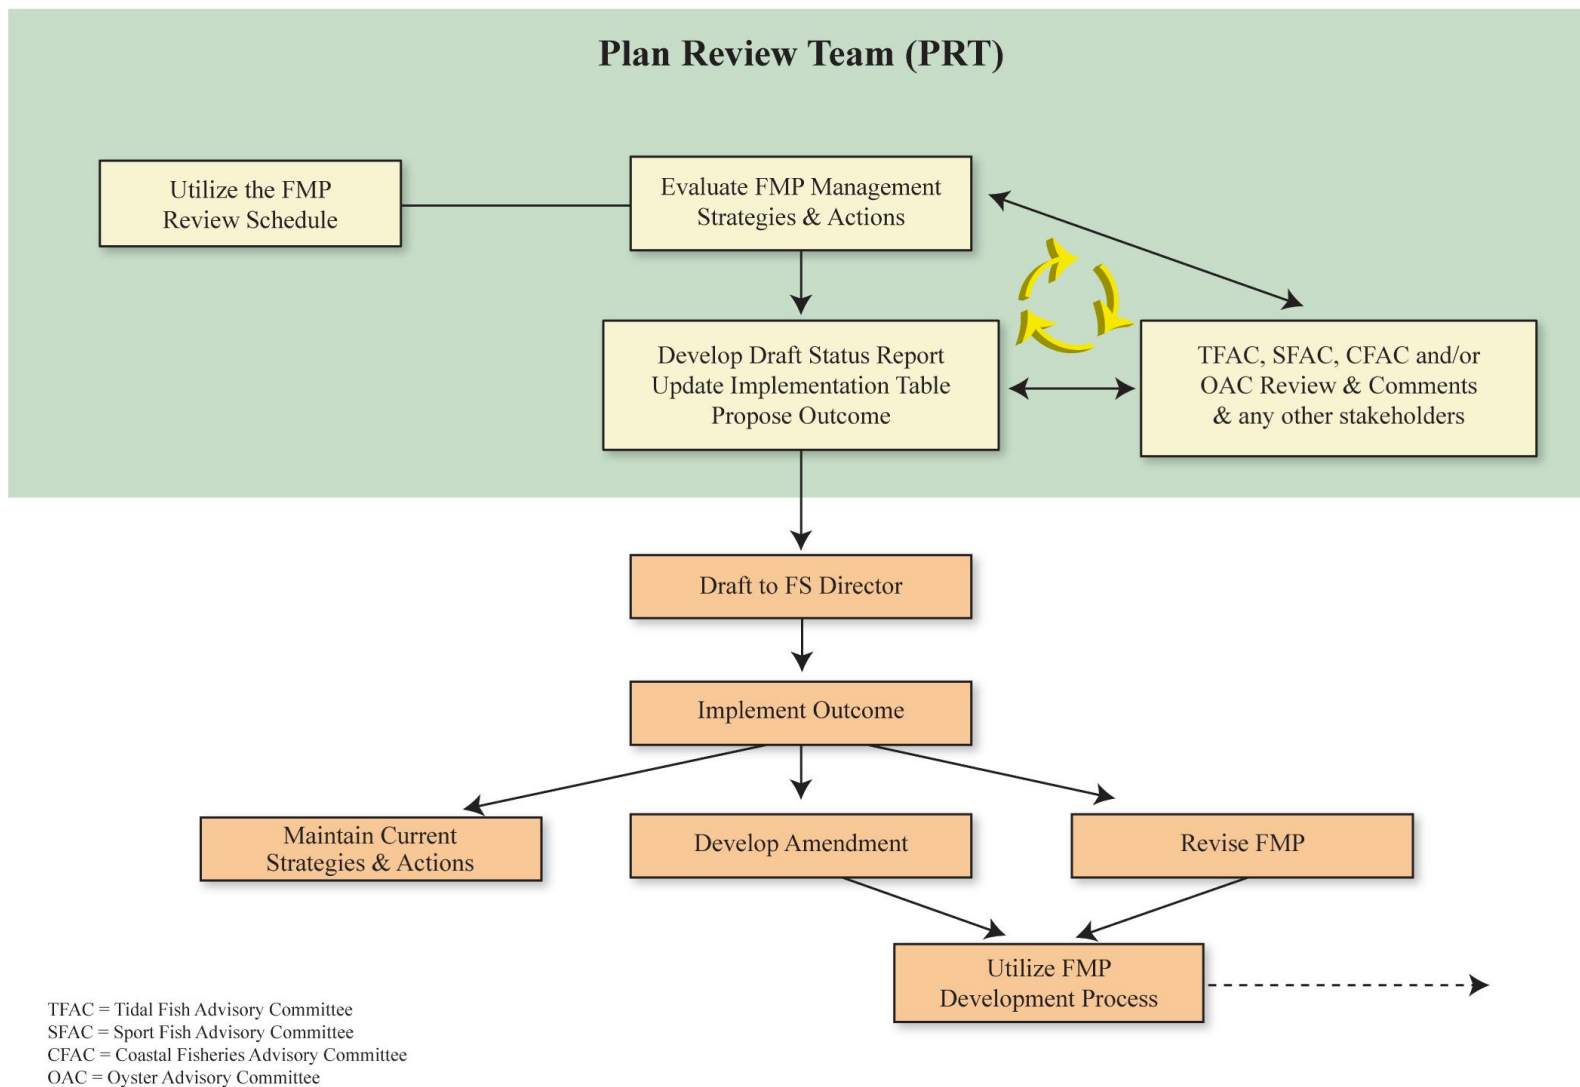 Plan Review Team (PRT)
Utilize the FMP
Review Schedule
Evaluate FMP Management
Strategies & Actions
Develop Draft Status Report
Update Implementation Table
Propose Outcome
TFAC, SFAC, CFAC and/or
OAC Review & Comments
& any other stakeholders
Draft to FS Director
Implement Outcome
Maintain Current
Strategies & Actions
Develop Amendment
Revise FMP
Utilize FMP
Development Process
TFAC = Tidal Fish Advisory Committee
SFAC = Sport Fish Advisory Committee
CFAC = Coastal Fisheries Advisory Committee
OAC = Oyster Advisory Committee